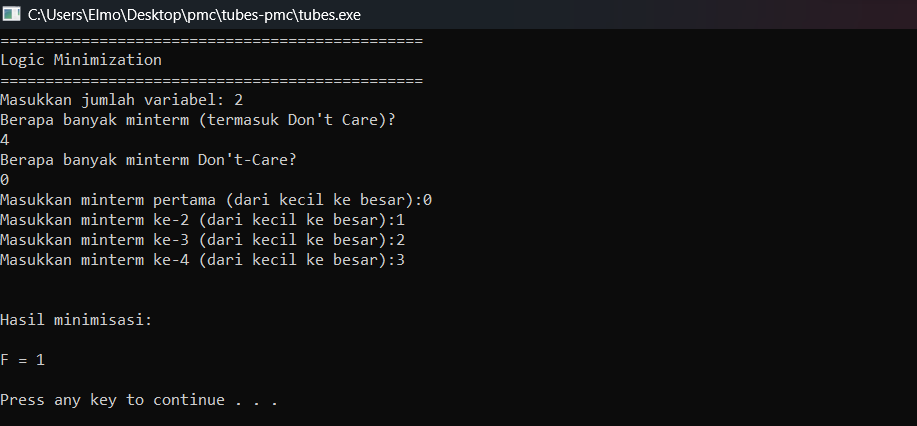 C:\Users\Elmo\Desktop\pmc\tubes-pmc\tubes.exe
===============================================
Logic Minimization
===============================================
Masukkan jumlah variabel: 2
Berapa banyak minterm (termasuk Don't Care)?
4
Berapa banyak minterm Don't-Care?
0
Masukkan minterm pertama (dari kecil ke besar):0
Masukkan minterm ke-2 (dari kecil ke besar):1
Masukkan minterm ke-3 (dari kecil ke besar):2
Masukkan minterm ke-4 (dari kecil ke besar):3
Hasil minimisasi:
F = 1
Press any key to continue . . .